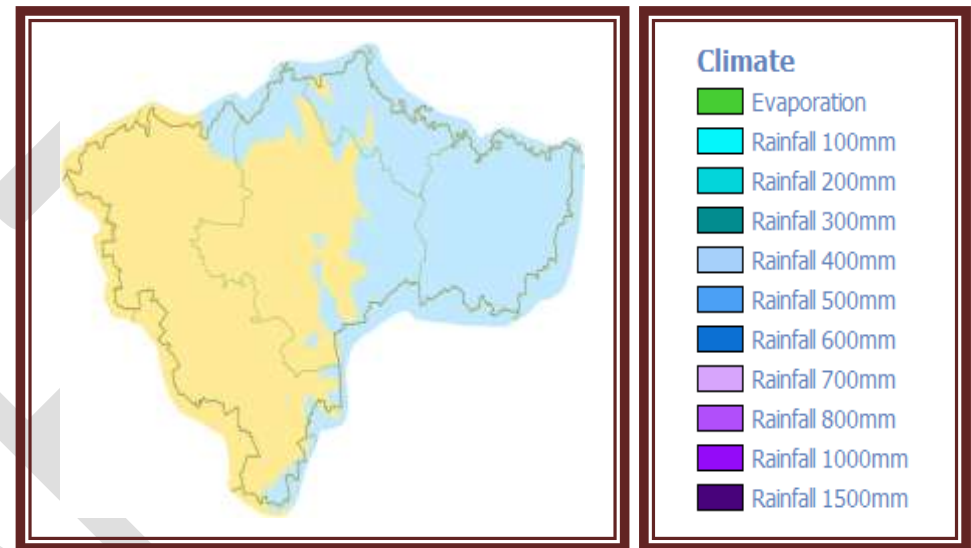 Climate
Evaporation
Rainfall 100mm
Rainfall 200mm
Rainfall 300mm
Rainfall 400mm
Rainfall 500mm
Rainfall 600mm
Rainfall 700mm
Rainfall 800mm
Rainfall 1000mm
Rainfall 1500mm